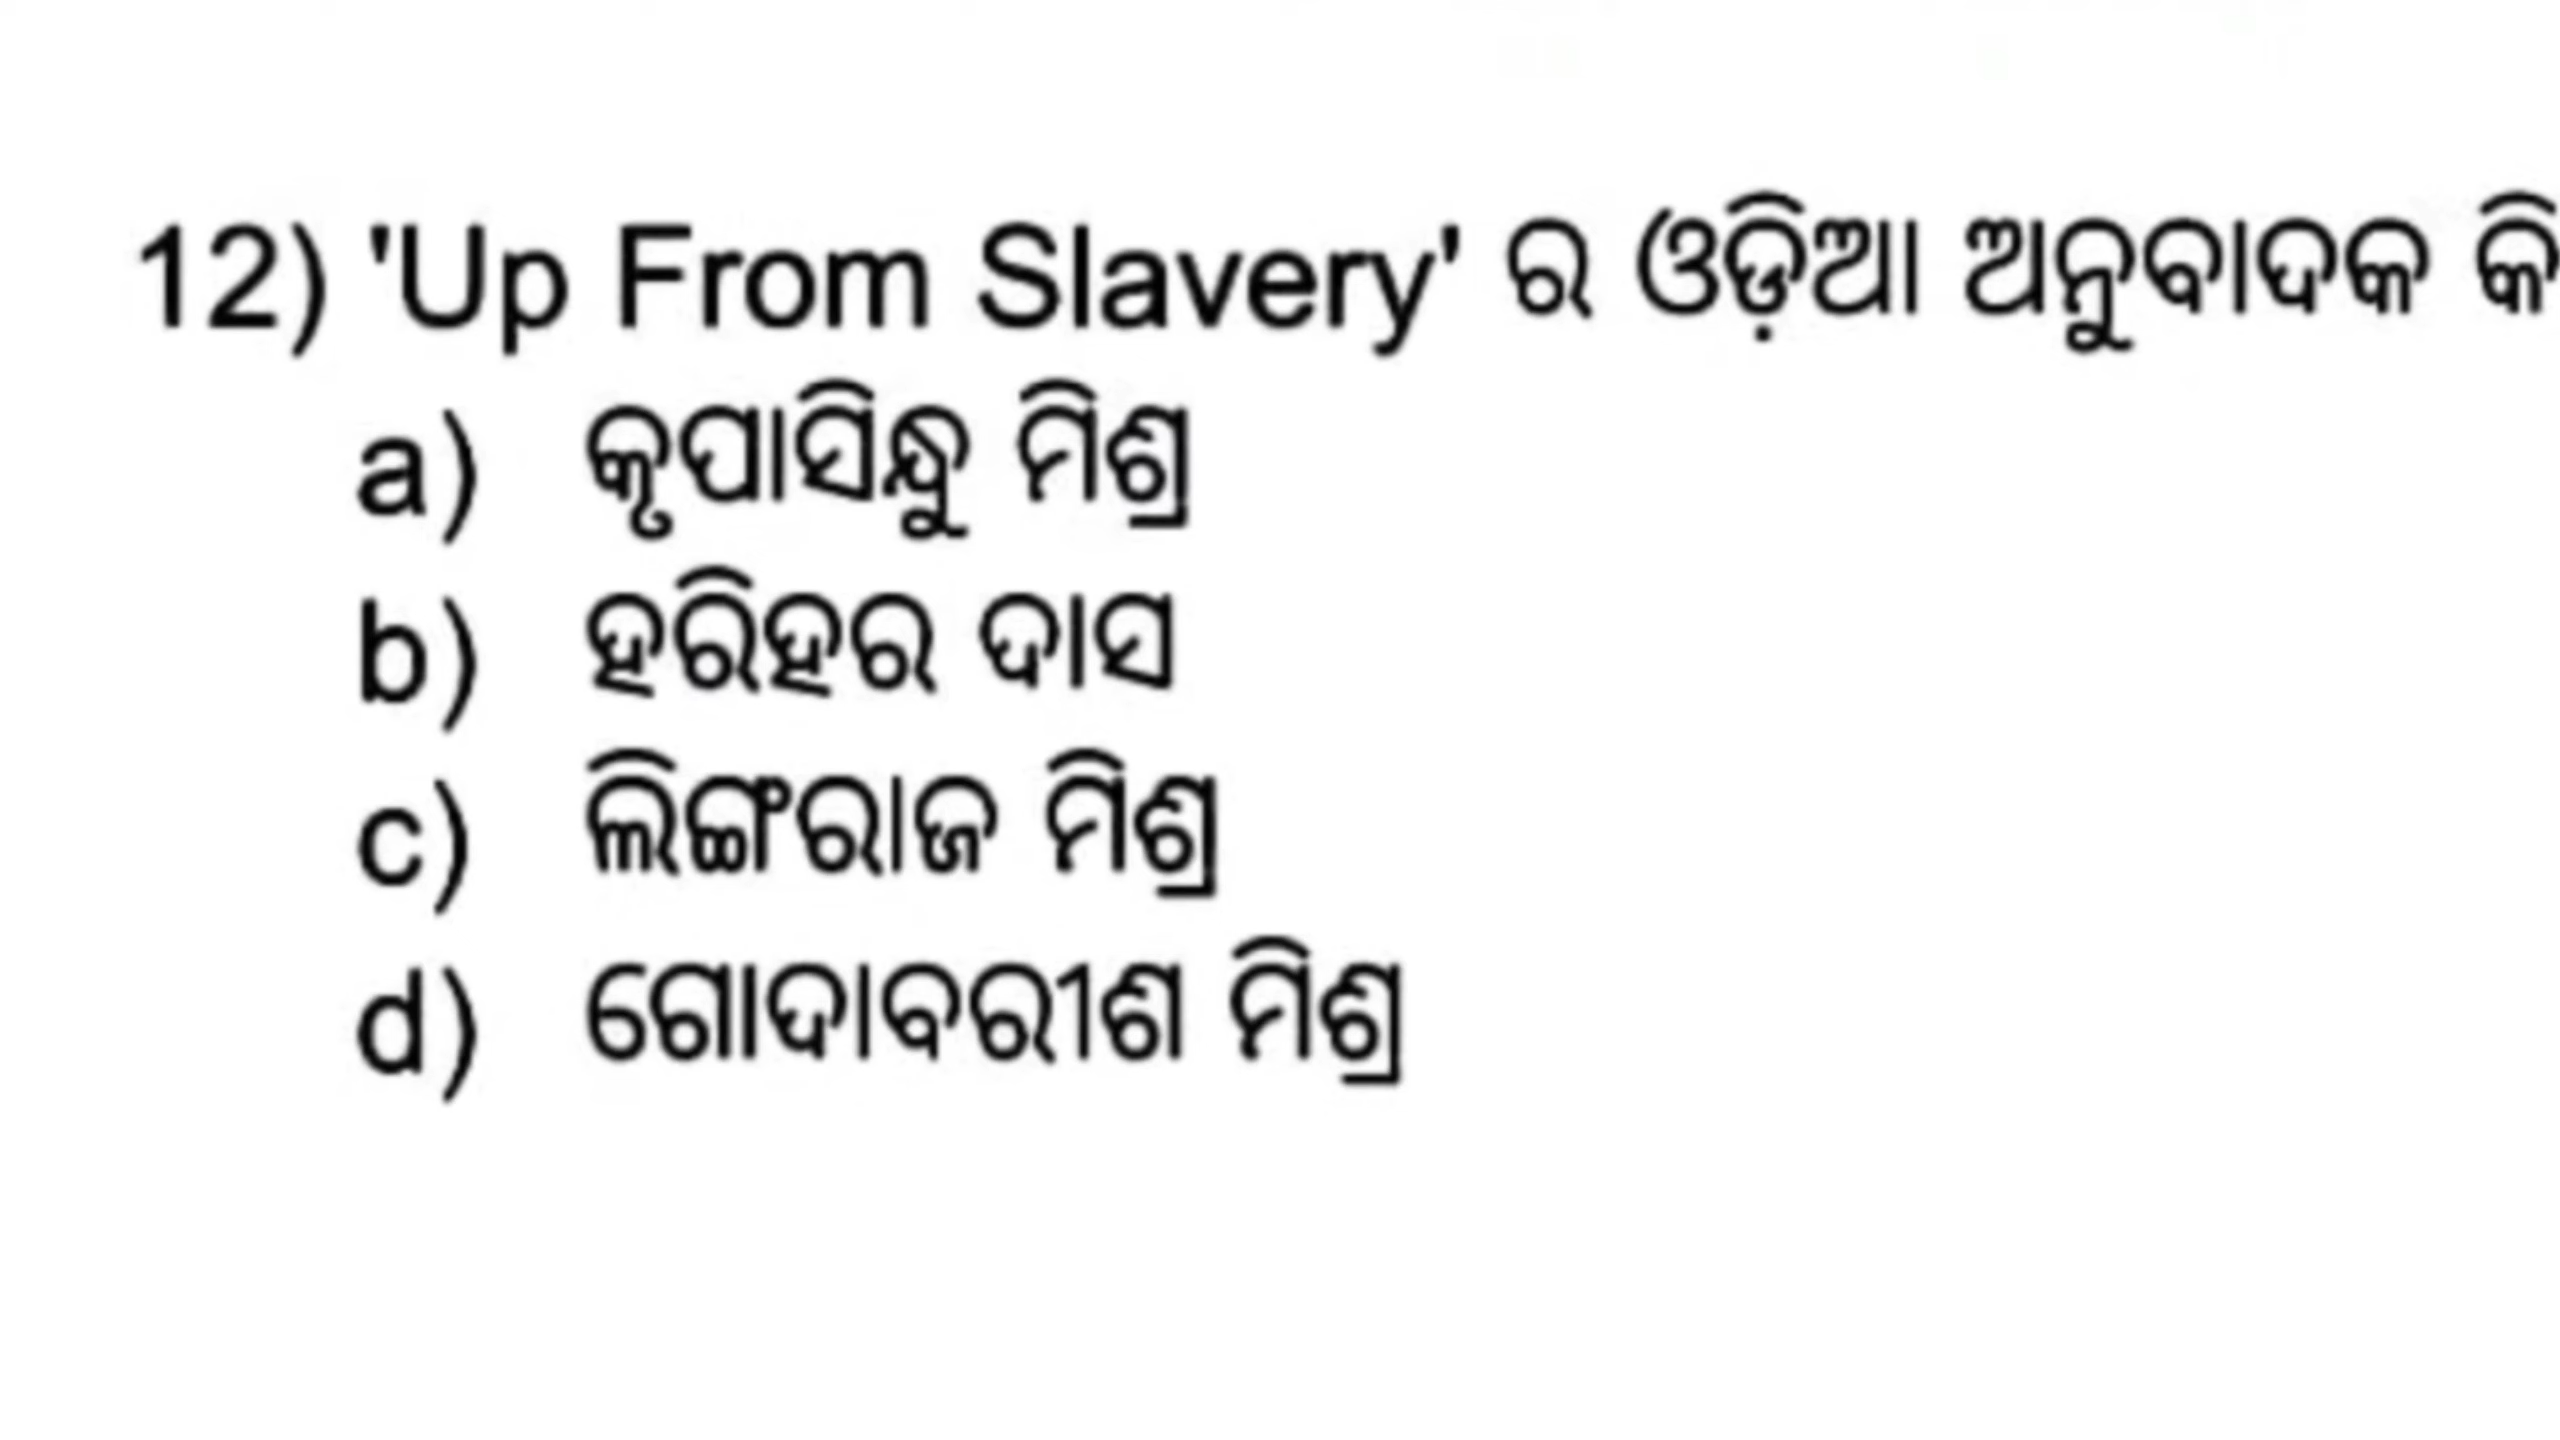 12) 'Up From Slavery' ର ଓଡ଼ିଆ ଅନୁବାଦକ କି
a) କୃପାସିନ୍ଧୁ ମିଶ୍ର
b) ହରିହର ଦାସ
c) ଲିଙ୍ଗରାଜ ମିଶ୍ର
d) ଗୋଦାବରୀଶ ମିଶ୍ର